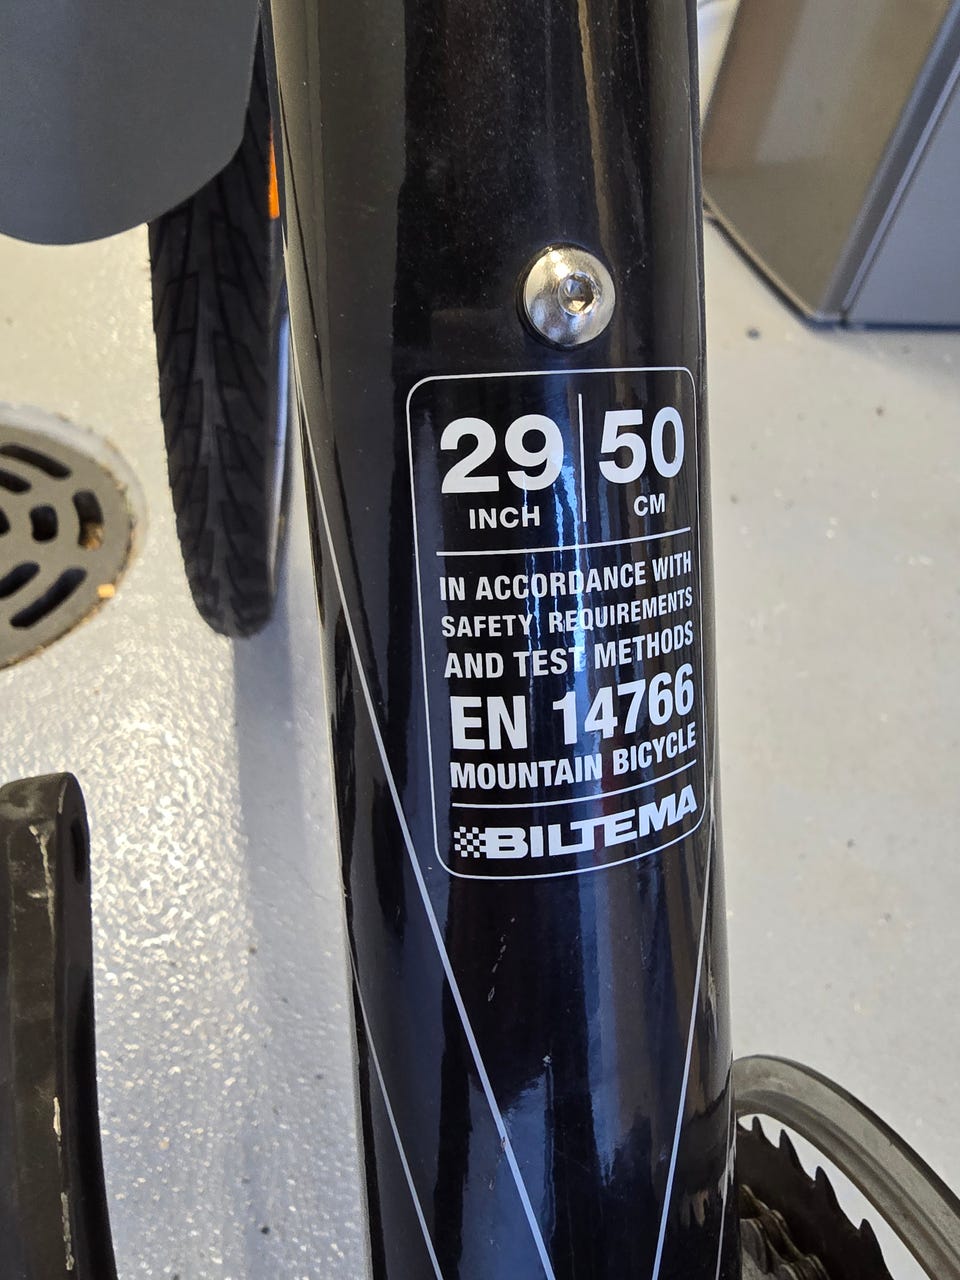 29 50
INCH CM
IN ACCORDANCE WITH
SAFETY REQUIREMENTS
AND TEST METHODS
EN 14766
MOUNTAIN BICYCLE
BILTEMA